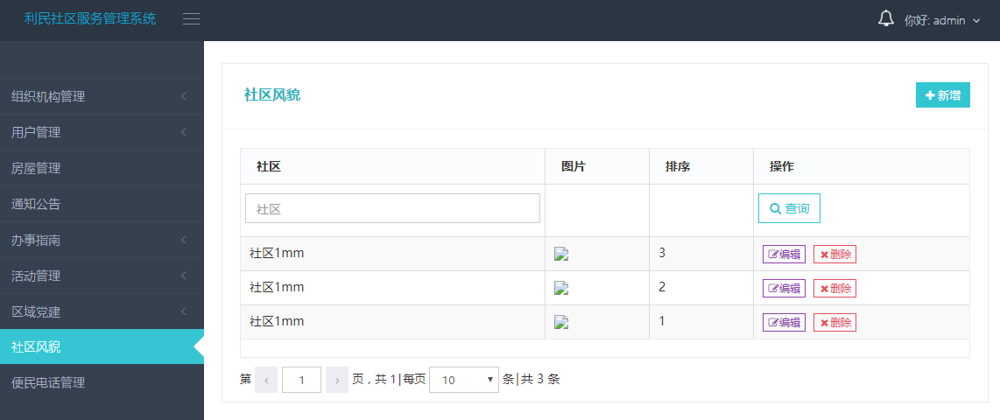 利民社区服务管理系统
你好: admin
组织机构管理
用户管理
房屋管理
通知公告
办事指南
活动管理
区域党建
社区风貌
便民电话管理
社区风貌
新增
社区 图片 排序 操作
社区 查询
社区1mm 3 编辑 删除
社区1mm 2 编辑 删除
社区1mm 1 编辑 删除
第 1 页 , 共 1|每页 10 条|共 3 条